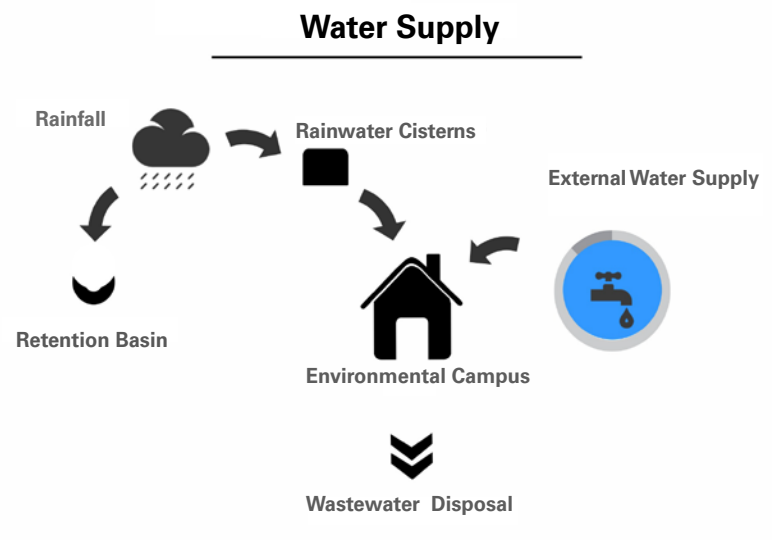 Water Supply
Rainfall
Rainwater Cisterns
External Water Supply
Retention Basin
Environmental Campus
Wastewater Disposal